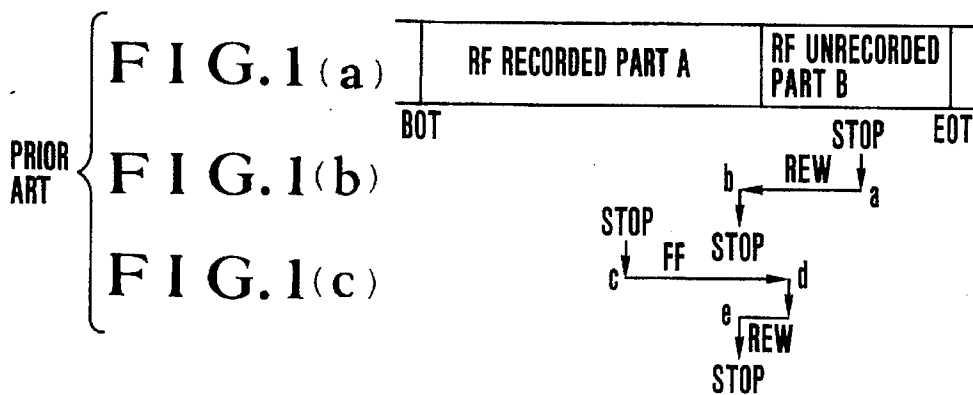 FIG.1(a)
RF RECORDED PART A
RF UNRECORDED
PART B
BOT
EOT
PRIOR
ART
FIG.1(b)
STOP
REW
b
a
STOP
FIG.1(c)
STOP
FF
c
d
e
REW
STOP